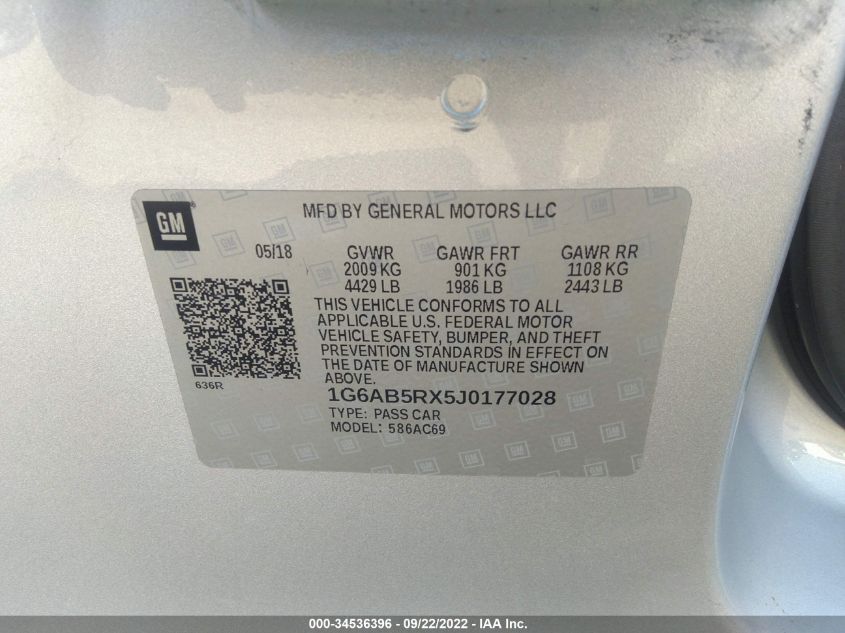 GM
MFD BY GENERAL MOTORS LLC
05/18 GVWR GAWR FRT GAWR RR
2009 KG 901 KG 1108 KG
4429 LB 1986 LB 2443 LB
THIS VEHICLE CONFORMS TO ALL
APPLICABLE U.S. FEDERAL MOTOR
VEHICLE SAFETY, BUMPER, AND THEFT
PREVENTION STANDARDS IN EFFECT ON
THE DATE OF MANUFACTURE SHOWN
ABOVE.
636R
1G6AB5RX5J0177028
TYPE: PASS CAR
MODEL: 586AC69
000-34536396 - 09/22/2022 - IAA Inc.